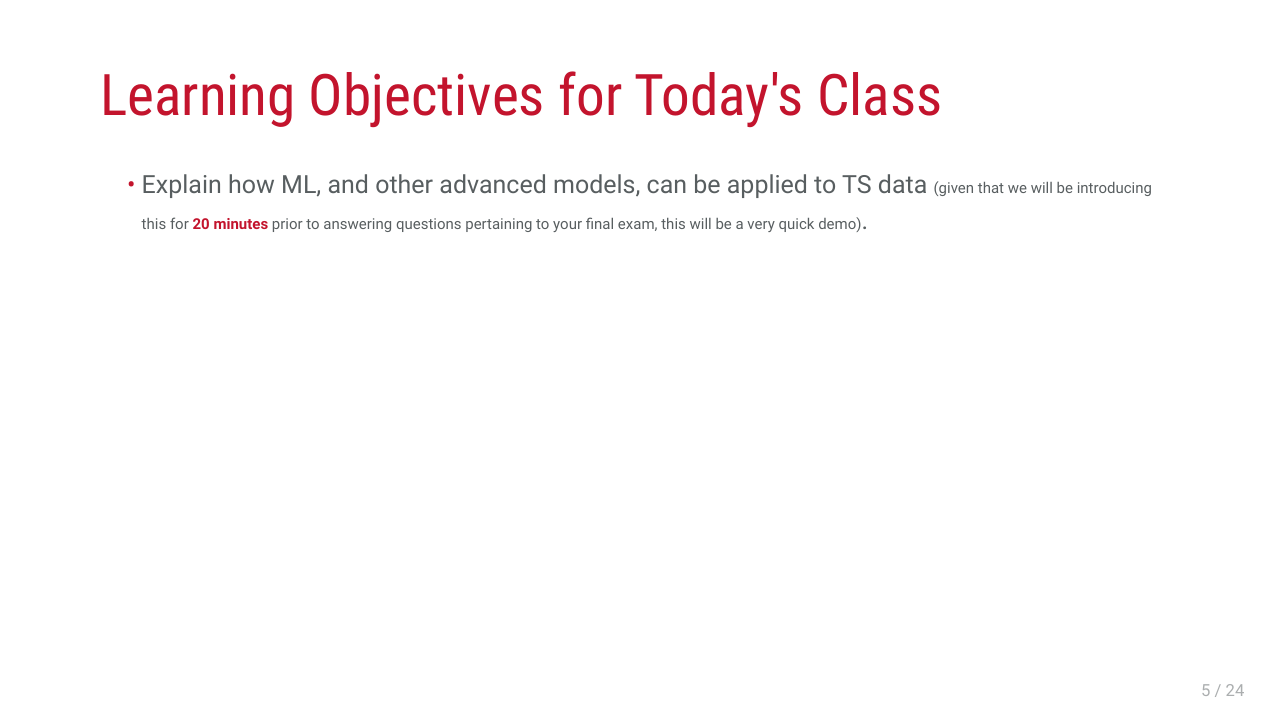 Learning Objectives for Today's Class
• Explain how ML, and other advanced models, can be applied to TS data (given that we will be introducing
this for 20 minutes prior to answering questions pertaining to your final exam, this will be a very quick demo).
5 / 24